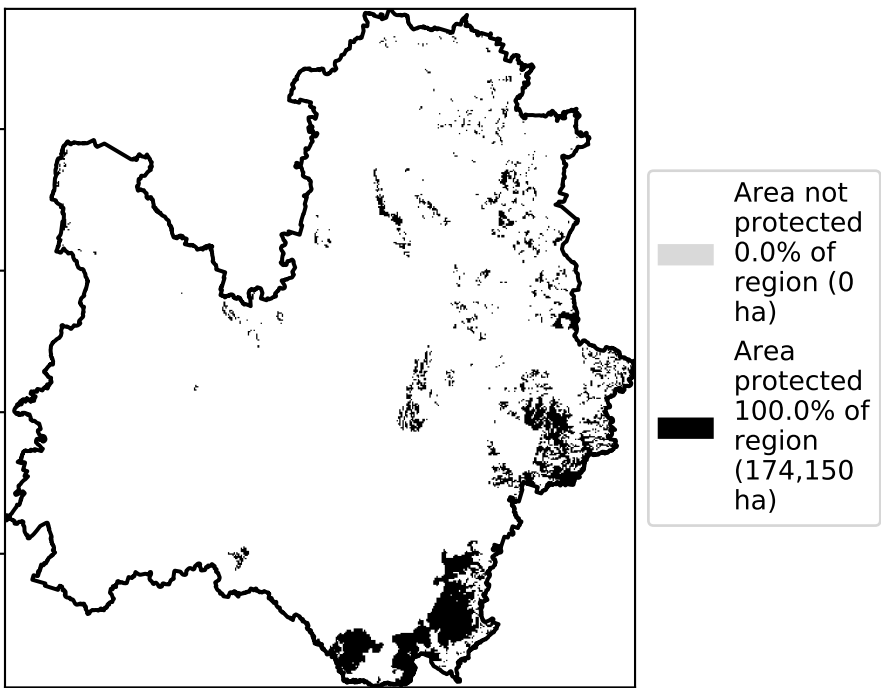 Area not
protected
0.0% of
region (0
ha)
Area
protected
100.0% of
region
(174,150
ha)